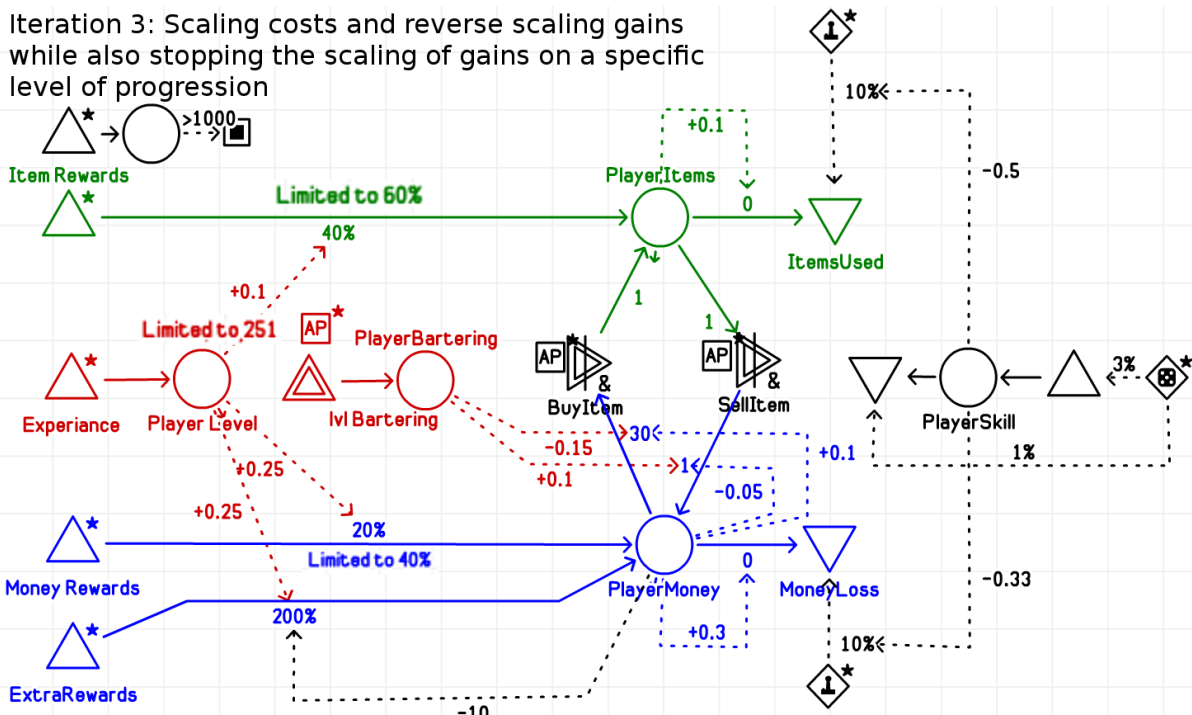 Iteration 3: Scaling costs and reverse scaling gains
while also stopping the scaling of gains on a specific
level of progression
*
10%
>1000
+0.1
*
-0.5
Item Rewards
PlayerItems
*
Limited to 60%
0
40%
ItemsUsed
+0.1
1
Limited to 251
AP
*
1
PlayerBartering
AP
*
AP
*
*
3%
*
&
&
BuyItem
SellItem
Experiance
Player Level
lvl Bartering
PlayerSkill
30
-0.15
+0.1
1%
1
+0.25
+0.1
-0.05
+0.25
*
20%
Limited to 40%
0
-0.33
Money Rewards
PlayerMoney
MoneyLoss
200%
*
+0.3
10%
*
ExtraRewards
-10